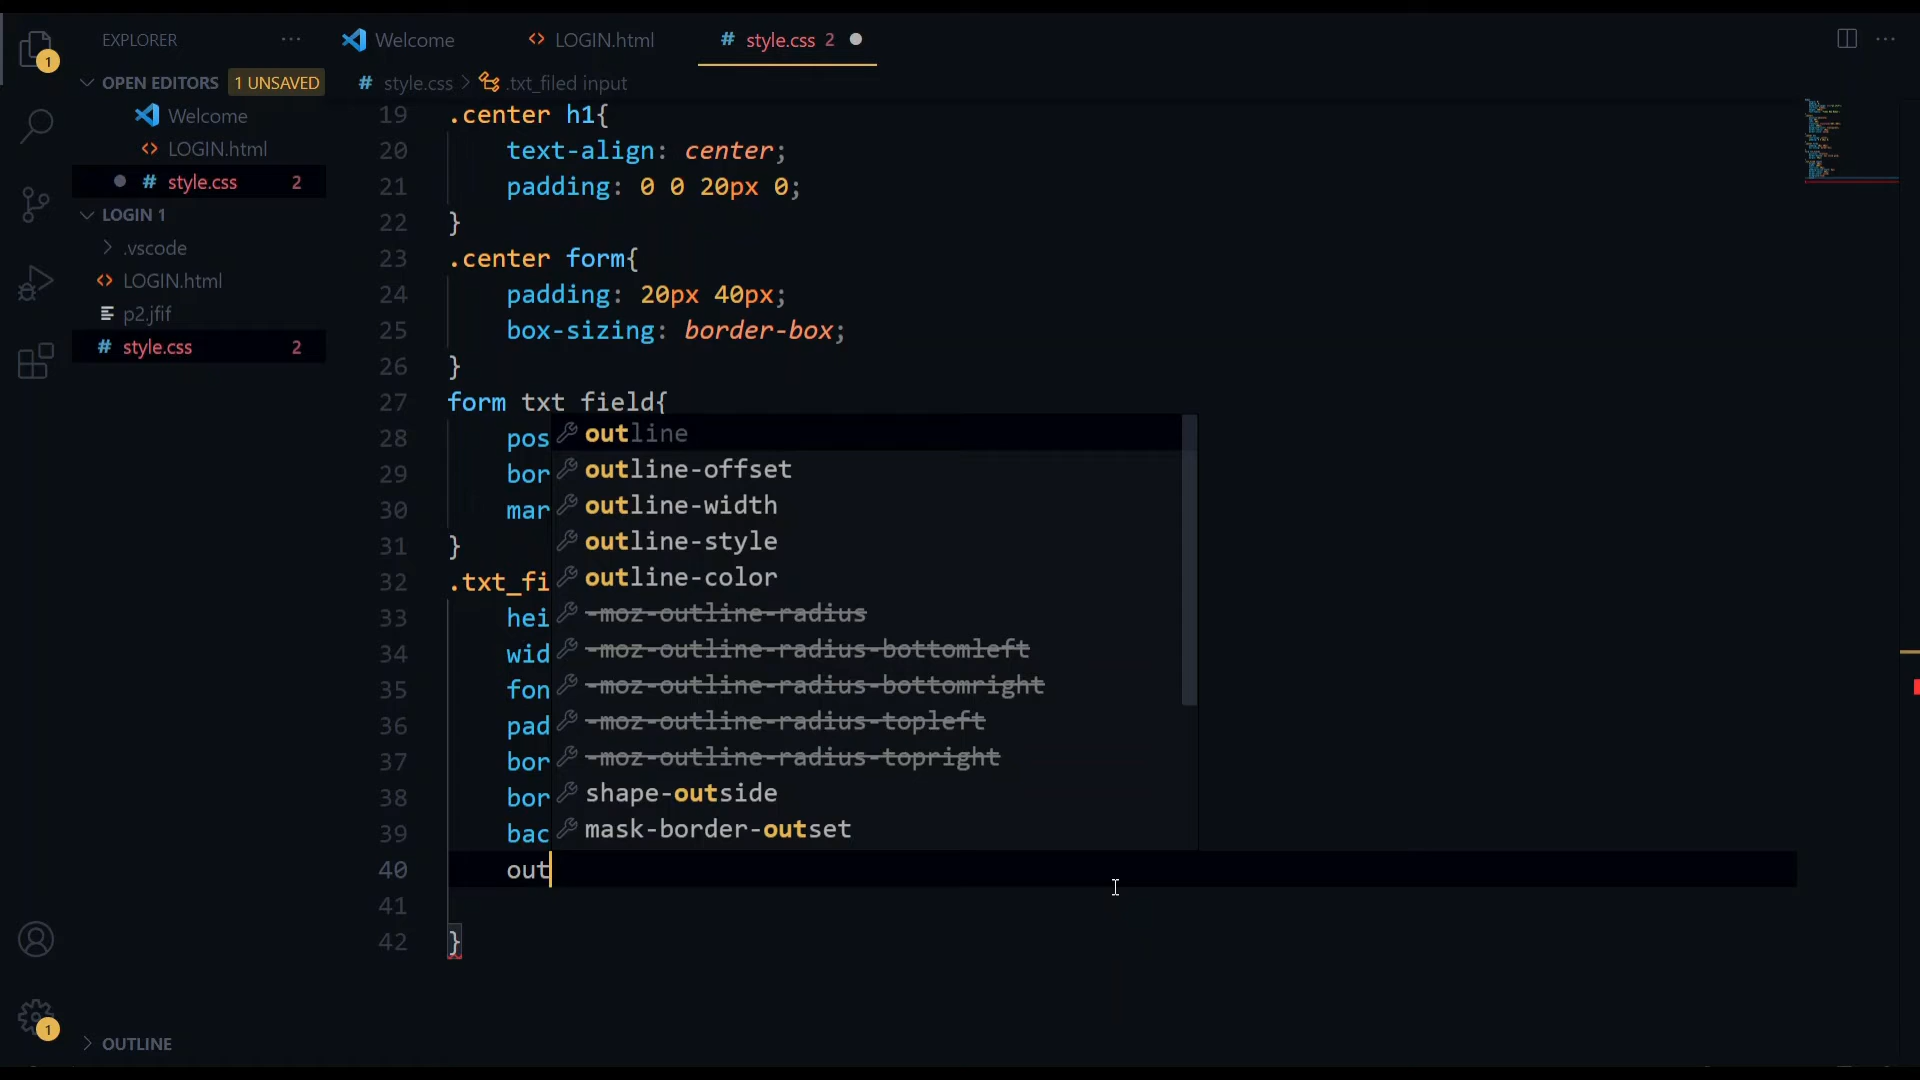 EXPLORER ···
Welcome
LOGIN.html
# style.css 2
OPEN EDITORS 1 UNSAVED
# style.css > .txt_filed input
Welcome
LOGIN.html
# style.css 2
LOGIN 1
.vscode
LOGIN.html
p2.jfif
# style.css 2
1
1
OUTLINE
19 .center h1{
20 text-align: center;
21 padding: 0 0 20px 0;
22 }
23 .center form{
24 padding: 20px 40px;
25 box-sizing: border-box;
26 }
27 form txt field{
28 pos
29 bor
30 mar
31 }
32 .txt_fi
33 hei
34 wid
35 fon
36 pad
37 bor
38 bor
39 bac
40 out
41
42 }
outline
outline-offset
outline-width
outline-style
outline-color
-moz-outline-radius
-moz-outline-radius-bottomleft
-moz-outline-radius-bottomright
-moz-outline-radius-topleft
-moz-outline-radius-topright
shape-outside
mask-border-outset